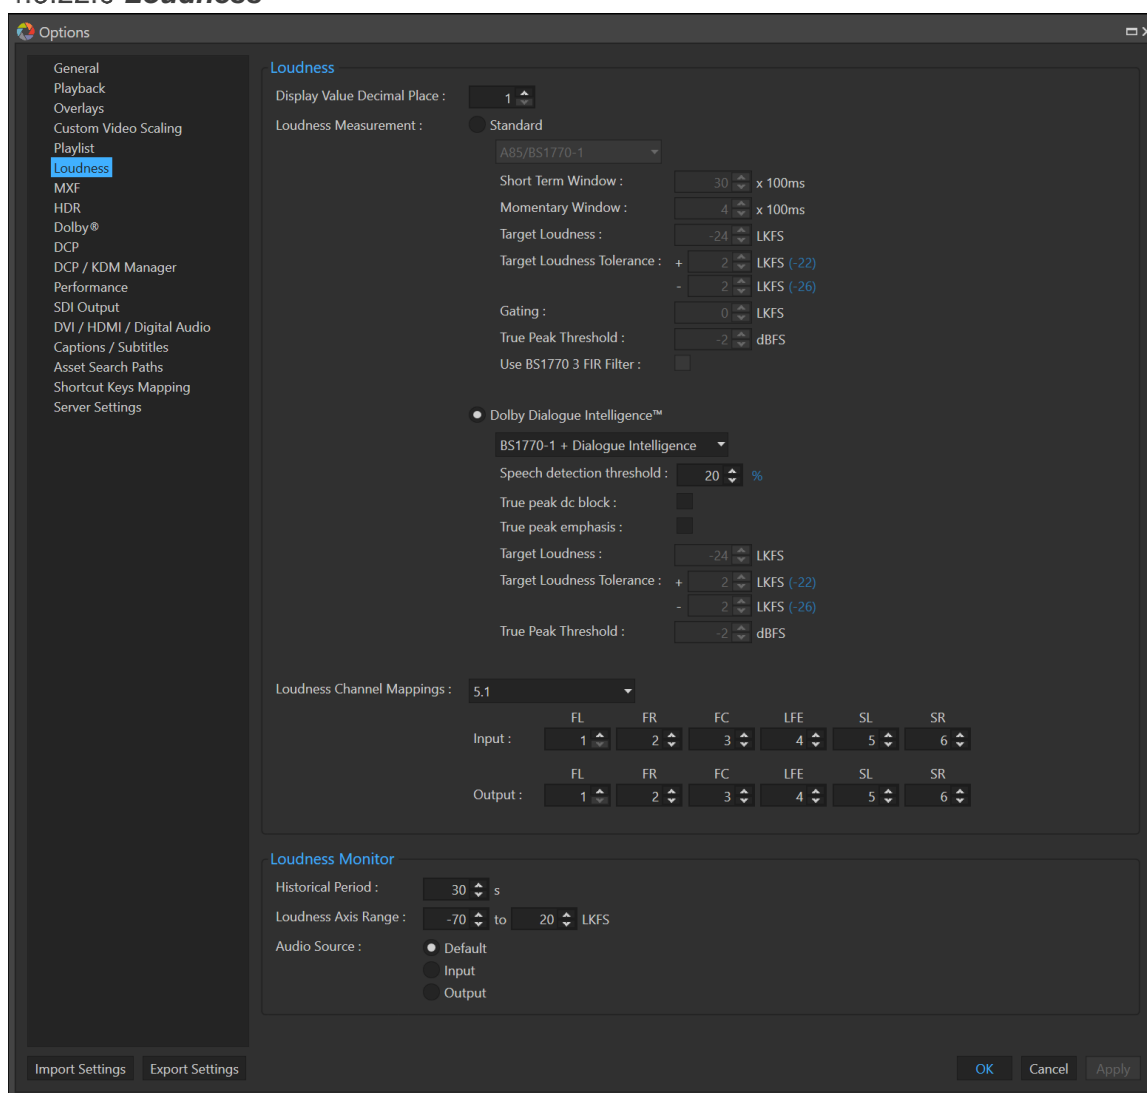 Options
General
Playback
Overlays
Custom Video Scaling
Playlist
Loudness
MXF
HDR
Dolby®
DCP
DCP / KDM Manager
Performance
SDI Output
DVI / HDMI / Digital Audio
Captions / Subtitles
Asset Search Paths
Shortcut Keys Mapping
Server Settings
Loudness
Display Value Decimal Place : 1
Loudness Measurement : Standard
A85/BS1770-1
Short Term Window : 30 x 100ms
Momentary Window : 4 x 100ms
Target Loudness : -24 LKFS
Target Loudness Tolerance : + 2 LKFS (-22)
- 2 LKFS (-26)
Gating : 0 LKFS
True Peak Threshold : -2 dBFS
Use BS1770 3 FIR Filter :
Dolby Dialogue Intelligence™
BS1770-1 + Dialogue Intelligence
Speech detection threshold : 20 %
True peak dc block :
True peak emphasis :
Target Loudness : -24 LKFS
Target Loudness Tolerance : + 2 LKFS (-22)
- 2 LKFS (-26)
True Peak Threshold : -2 dBFS
Loudness Channel Mappings : 5.1
FL FR FC LFE SL SR
Input : 1 2 3 4 5 6
FL FR FC LFE SL SR
Output : 1 2 3 4 5 6
Loudness Monitor
Historical Period : 30 s
Loudness Axis Range : -70 to 20 LKFS
Audio Source : Default
Input
Output
Import Settings Export Settings OK Cancel Apply